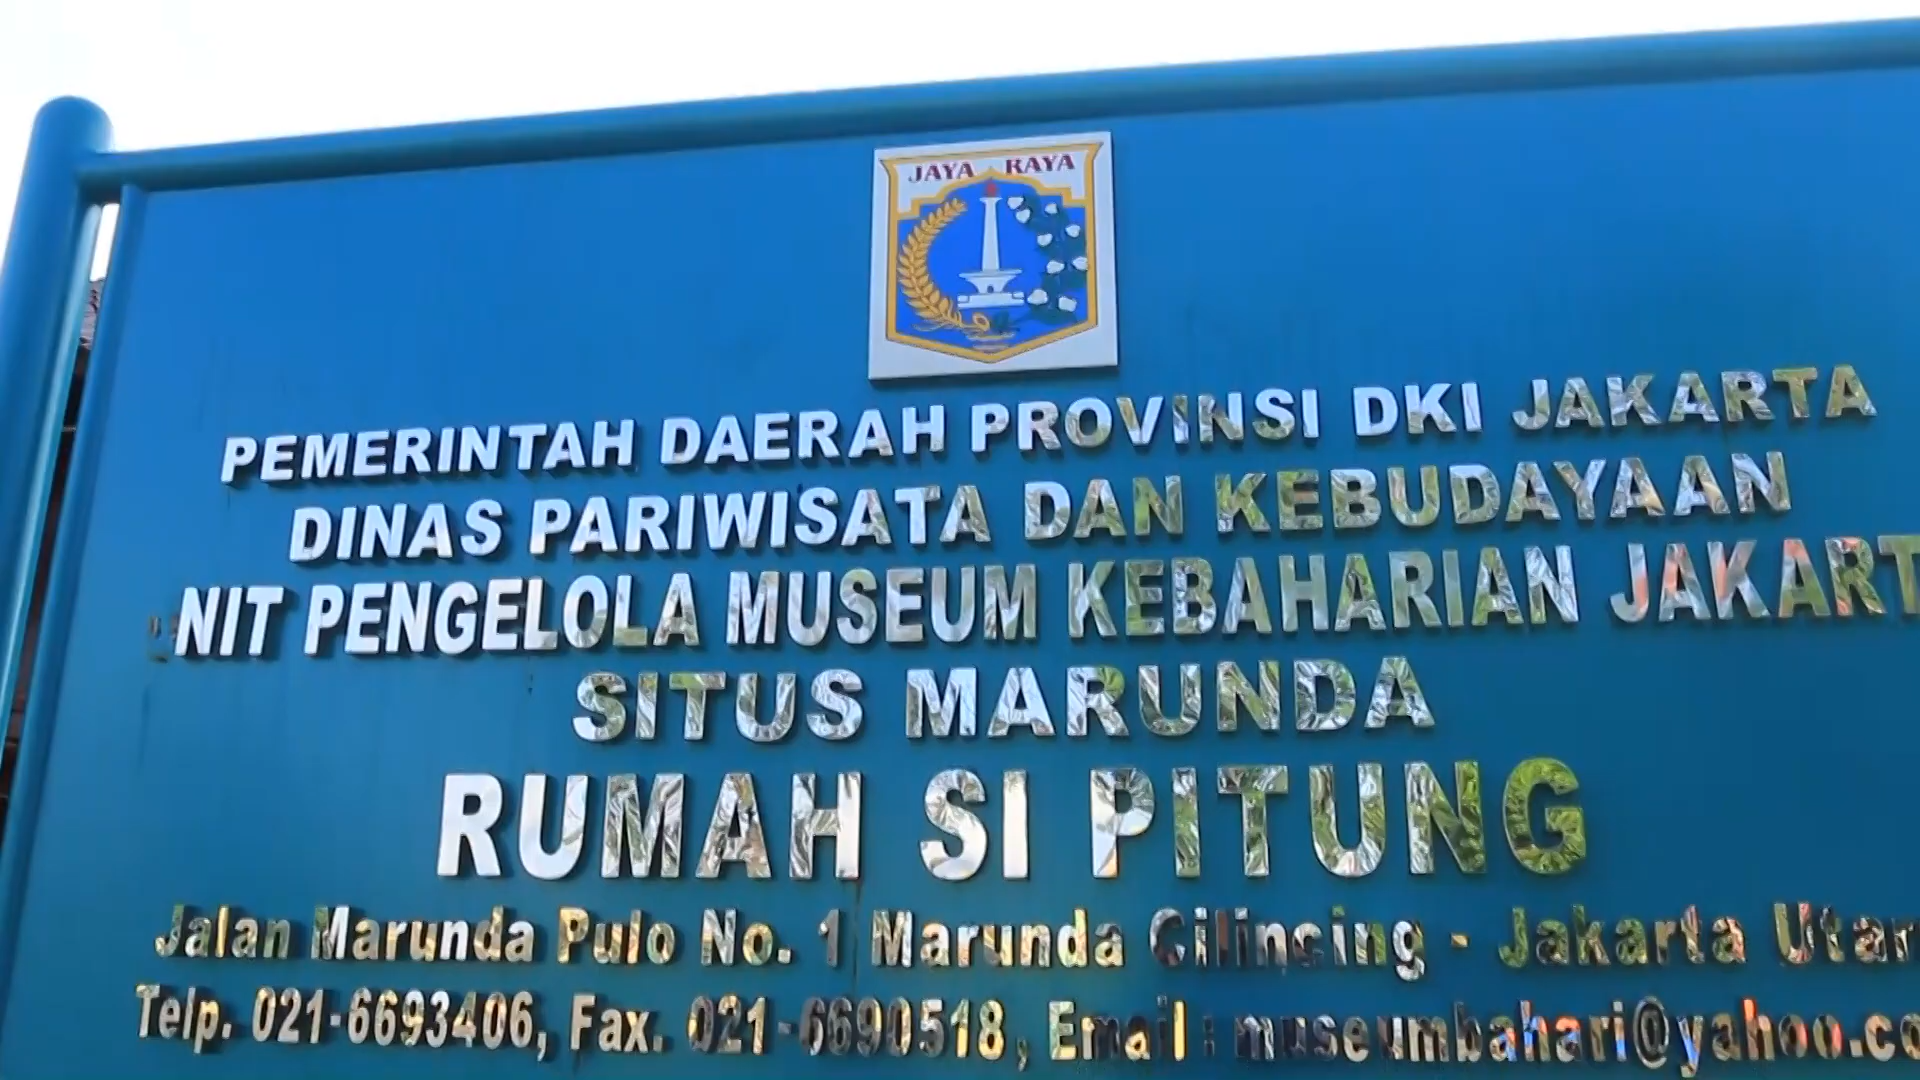 JAYA RAYA
PEMERINTAH DAERAH PROVINSI DKI JAKARTA
DINAS PARIWISATA DAN KEBUDAYAAN
NIT PENGELOLA MUSEUM KEBAHARIAN JAKART
SITUS MARUNDA
RUMAH SI PITUNG
Jalan Marunda Pulo No. 1 Marunda Cilincing - Jakarta Utar
Telp. 021-6693406, Fax. 021-6690518, Email : museumbahari@yahoo.co